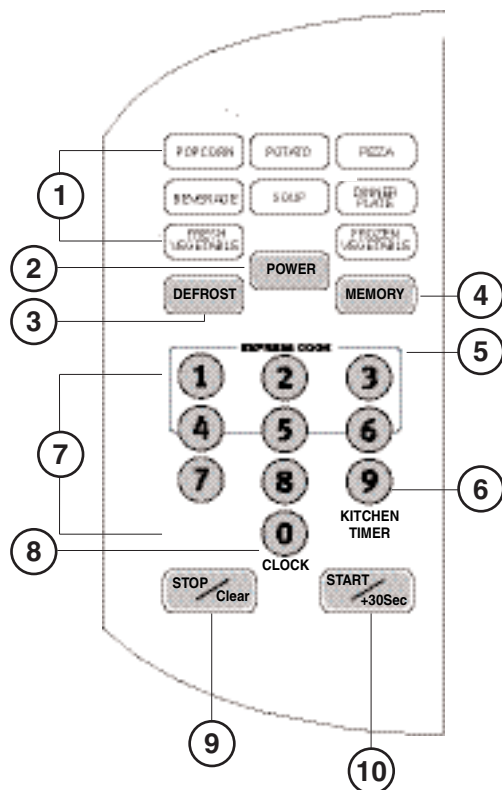 POPCORN POTATO PIZZA
BEVERAGE SOUP DINNER
PLATE
FRESH
VEGETABLE
FROZEN
VEGETABLE
1
2
POWER
DEFROST
MEMORY
3
4
EXPRESS COOK
5
1 2 3
4 5 6
7 8 9
7
6
KITCHEN
TIMER
0
8
CLOCK
STOP
Clear
START
+30Sec
9
10